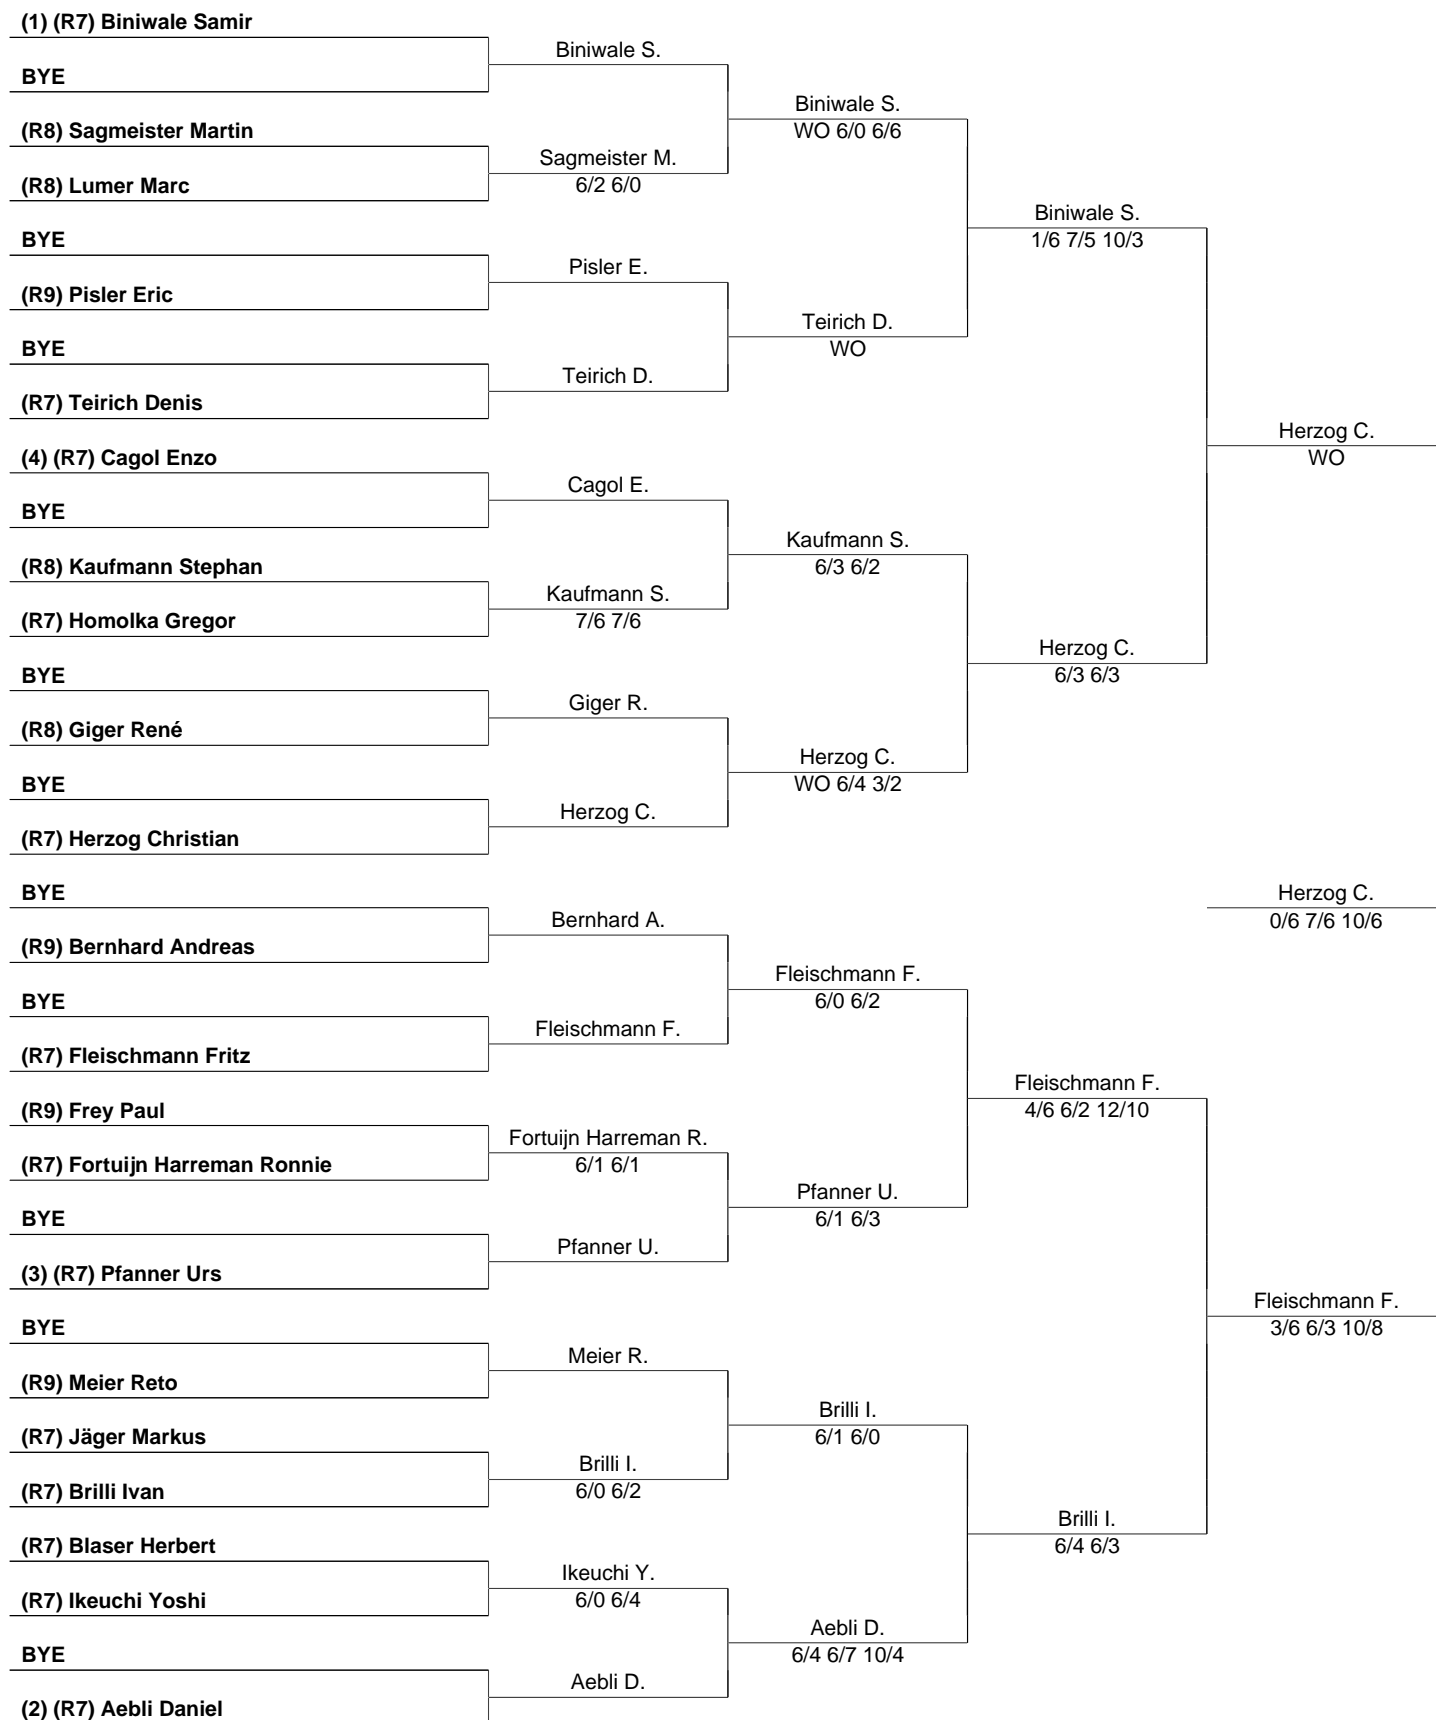 (1) (R7) Biniwale Samir
Biniwale S.
BYE
Biniwale S.
WO 6/0 6/6
(R8) Sagmeister Martin
Sagmeister M.
6/2 6/0
(R8) Lumer Marc
Biniwale S.
1/6 7/5 10/3
BYE
Pisler E.
(R9) Pisler Eric
Teirich D.
WO
BYE
Teirich D.
(R7) Teirich Denis
Herzog C.
WO
(4) (R7) Cagol Enzo
Cagol E.
BYE
Kaufmann S.
6/3 6/2
(R8) Kaufmann Stephan
Kaufmann S.
7/6 7/6
(R7) Homolka Gregor
Herzog C.
6/3 6/3
BYE
Giger R.
(R8) Giger René
Herzog C.
WO 6/4 3/2
BYE
Herzog C.
(R7) Herzog Christian
BYE
Herzog C.
0/6 7/6 10/6
Bernhard A.
(R9) Bernhard Andreas
Fleischmann F.
6/0 6/2
BYE
Fleischmann F.
(R7) Fleischmann Fritz
Fleischmann F.
4/6 6/2 12/10
(R9) Frey Paul
Fortuijn Harreman R.
6/1 6/1
(R7) Fortuijn Harreman Ronnie
Pfanner U.
6/1 6/3
BYE
Pfanner U.
(3) (R7) Pfanner Urs
Fleischmann F.
3/6 6/3 10/8
BYE
Meier R.
(R9) Meier Reto
Brilli I.
6/1 6/0
(R7) Jäger Markus
Brilli I.
6/0 6/2
(R7) Brilli Ivan
Brilli I.
6/4 6/3
(R7) Blaser Herbert
Ikeuchi Y.
6/0 6/4
(R7) Ikeuchi Yoshi
Aebli D.
6/4 6/7 10/4
BYE
Aebli D.
(2) (R7) Aebli Daniel